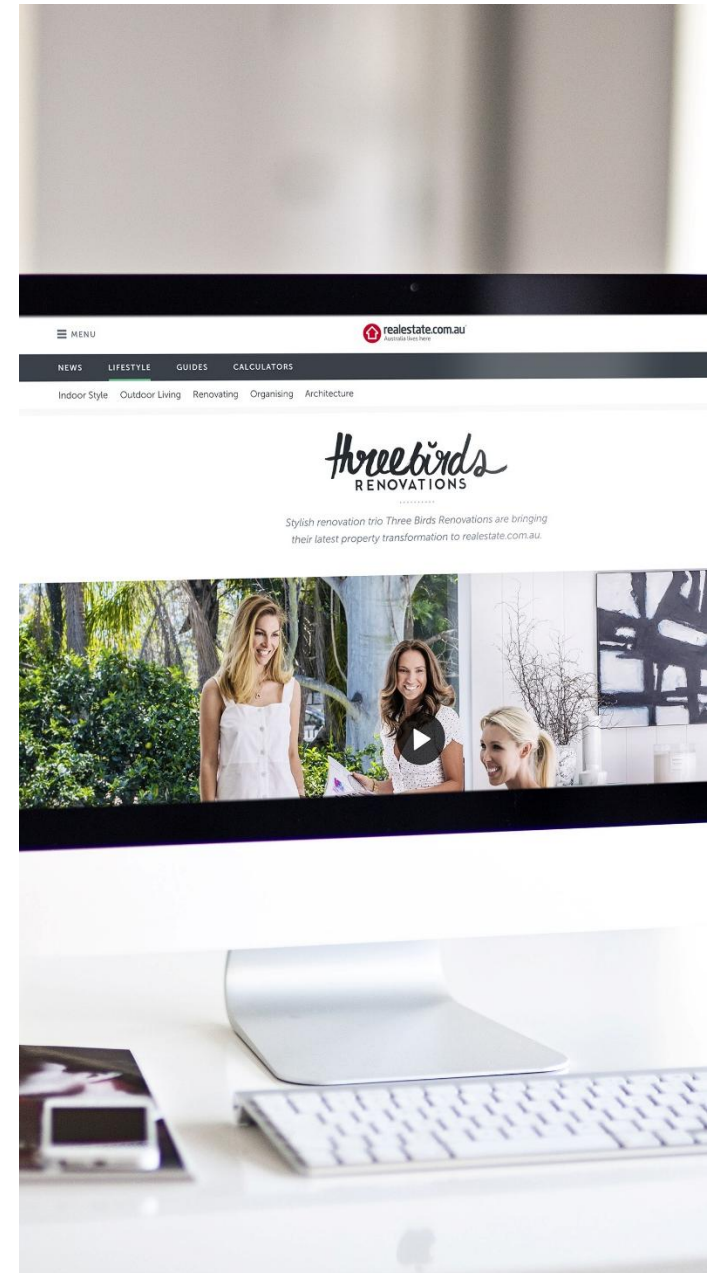 MENU
realestate.com.au
Australia lives here
NEWS LIFESTYLE GUIDES CALCULATORS
Indoor Style Outdoor Living Renovating Organising Architecture
threebirds
RENOVATIONS
Stylish renovation trio Three Birds Renovations are bringing
their latest property transformation to realestate.com.au.